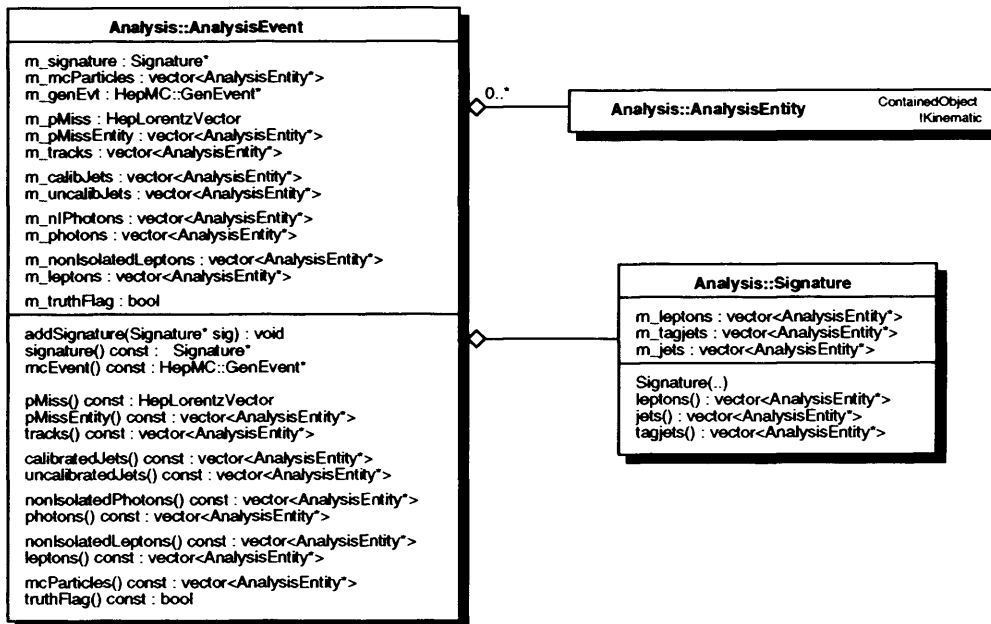 Analysis::AnalysisEvent
m_signature : Signature*
m_mcParticles : vector<AnalysisEntity*>
m_genEvt : HepMC::GenEvent*
m_pMiss : HepLorentzVector
m_pMissEntity : vector<AnalysisEntity*>
m_tracks : vector<AnalysisEntity*>
m_calibJets : vector<AnalysisEntity*>
m_uncalibJets : vector<AnalysisEntity*>
m_nIPhotons : vector<AnalysisEntity*>
m_photons : vector<AnalysisEntity*>
m_nonIsolatedLeptons : vector<AnalysisEntity*>
m_leptons : vector<AnalysisEntity*>
m_truthFlag : bool
addSignature(Signature* sig) : void
signature() const : Signature*
mcEvent() const : HepMC::GenEvent*
pMiss() const : HepLorentzVector
pMissEntity() const : vector<AnalysisEntity*>
tracks() const : vector<AnalysisEntity*>
calibratedJets() const : vector<AnalysisEntity*>
uncalibratedJets() const : vector<AnalysisEntity*>
nonIsolatedPhotons() const : vector<AnalysisEntity*>
photons() const : vector<AnalysisEntity*>
nonIsolatedLeptons() const : vector<AnalysisEntity*>
leptons() const : vector<AnalysisEntity*>
mcParticles() const : vector<AnalysisEntity*>
truthFlag() const : bool
0..*
Analysis::AnalysisEntity
ContainedObject
IKinematic
Analysis::Signature
m_leptons : vector<AnalysisEntity*>
m_tagjets : vector<AnalysisEntity*>
m_jets : vector<AnalysisEntity*>
Signature(..)
leptons() : vector<AnalysisEntity*>
jets() : vector<AnalysisEntity*>
tagjets() : vector<AnalysisEntity*>